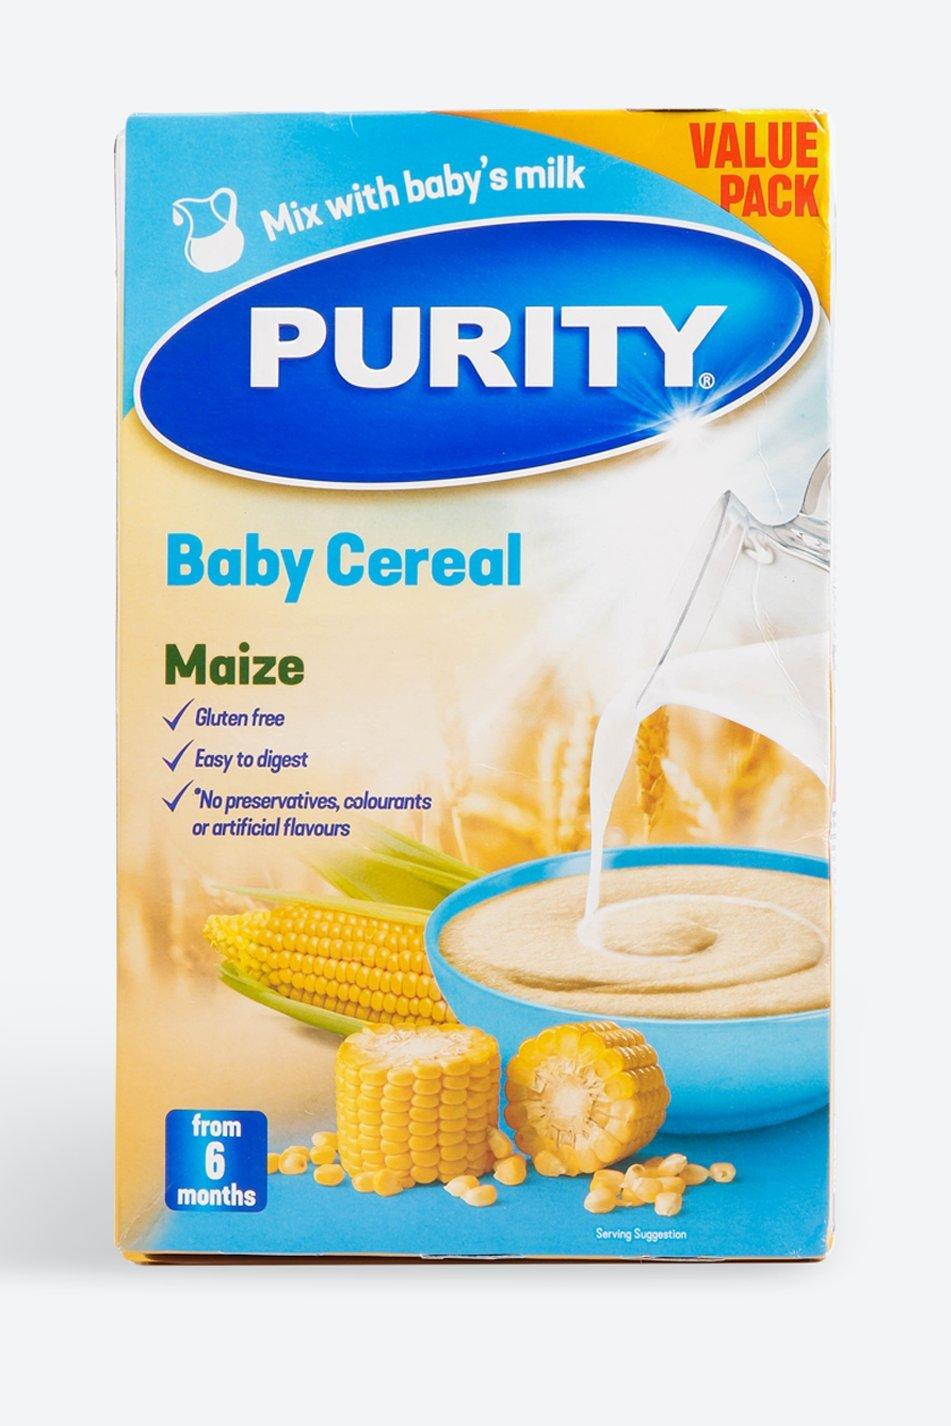 VALUE
PACK
Mix with baby's milk
PURITY®
Baby Cereal
Maize
Gluten free
Easy to digest
*No preservatives, colourants
or artificial flavours
from
6
months
Serving Suggestion